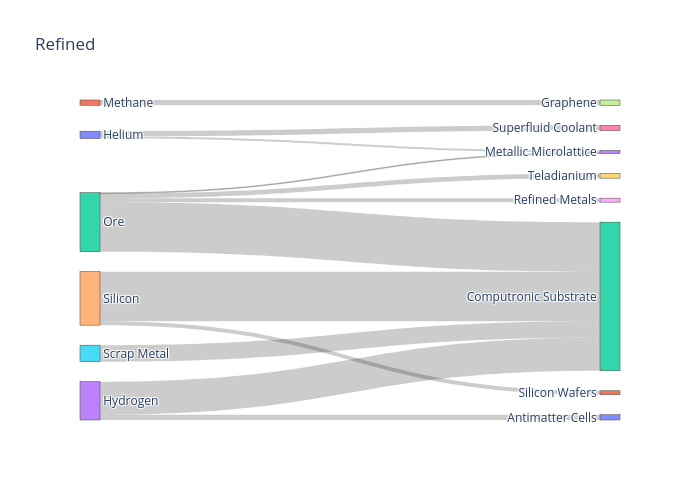 Refined
Methane
Graphene
Helium
Superfluid Coolant
Metallic Microlattice
Teladianium
Refined Metals
Ore
Silicon
Computronic Substrate
Scrap Metal
Silicon Wafers
Hydrogen
Antimatter Cells